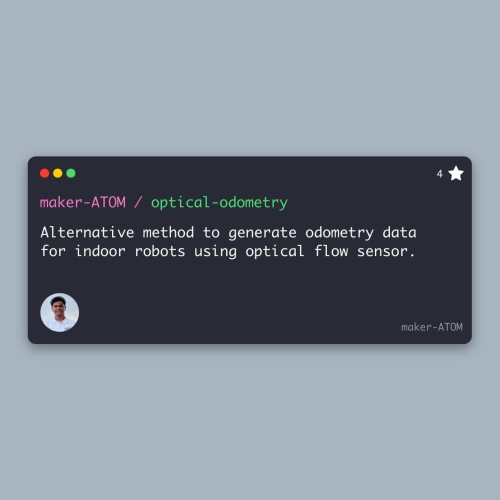 4
maker-ATOM / optical-odometry
Alternative method to generate odometry data
for indoor robots using optical flow sensor.
maker-ATOM